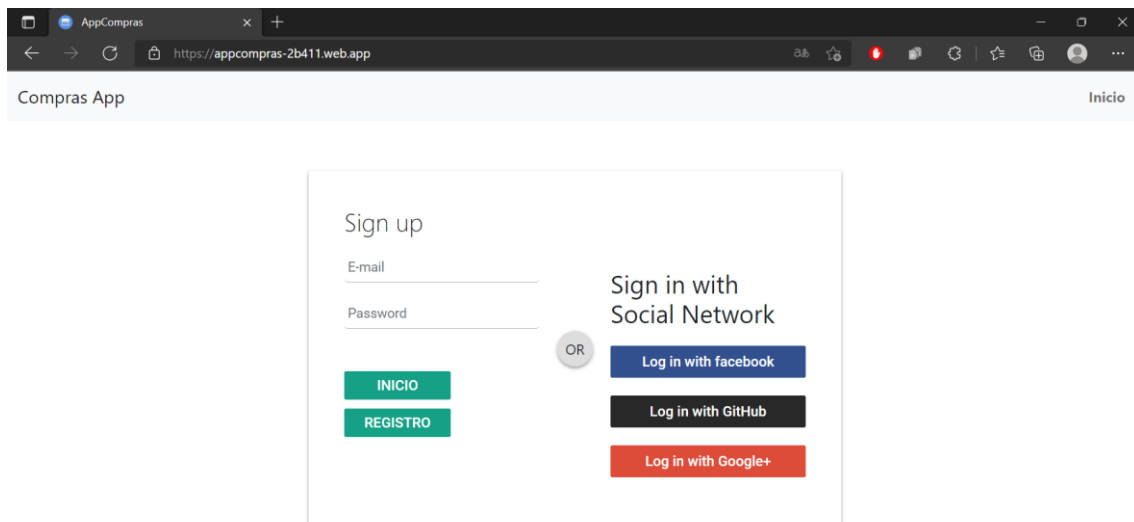 AppCompras
https://appcompras-2b411.web.app
Compras App
Inicio
Sign up
E-mail
Password
INICIO
REGISTRO
OR
Sign in with
Social Network
Log in with facebook
Log in with GitHub
Log in with Google+